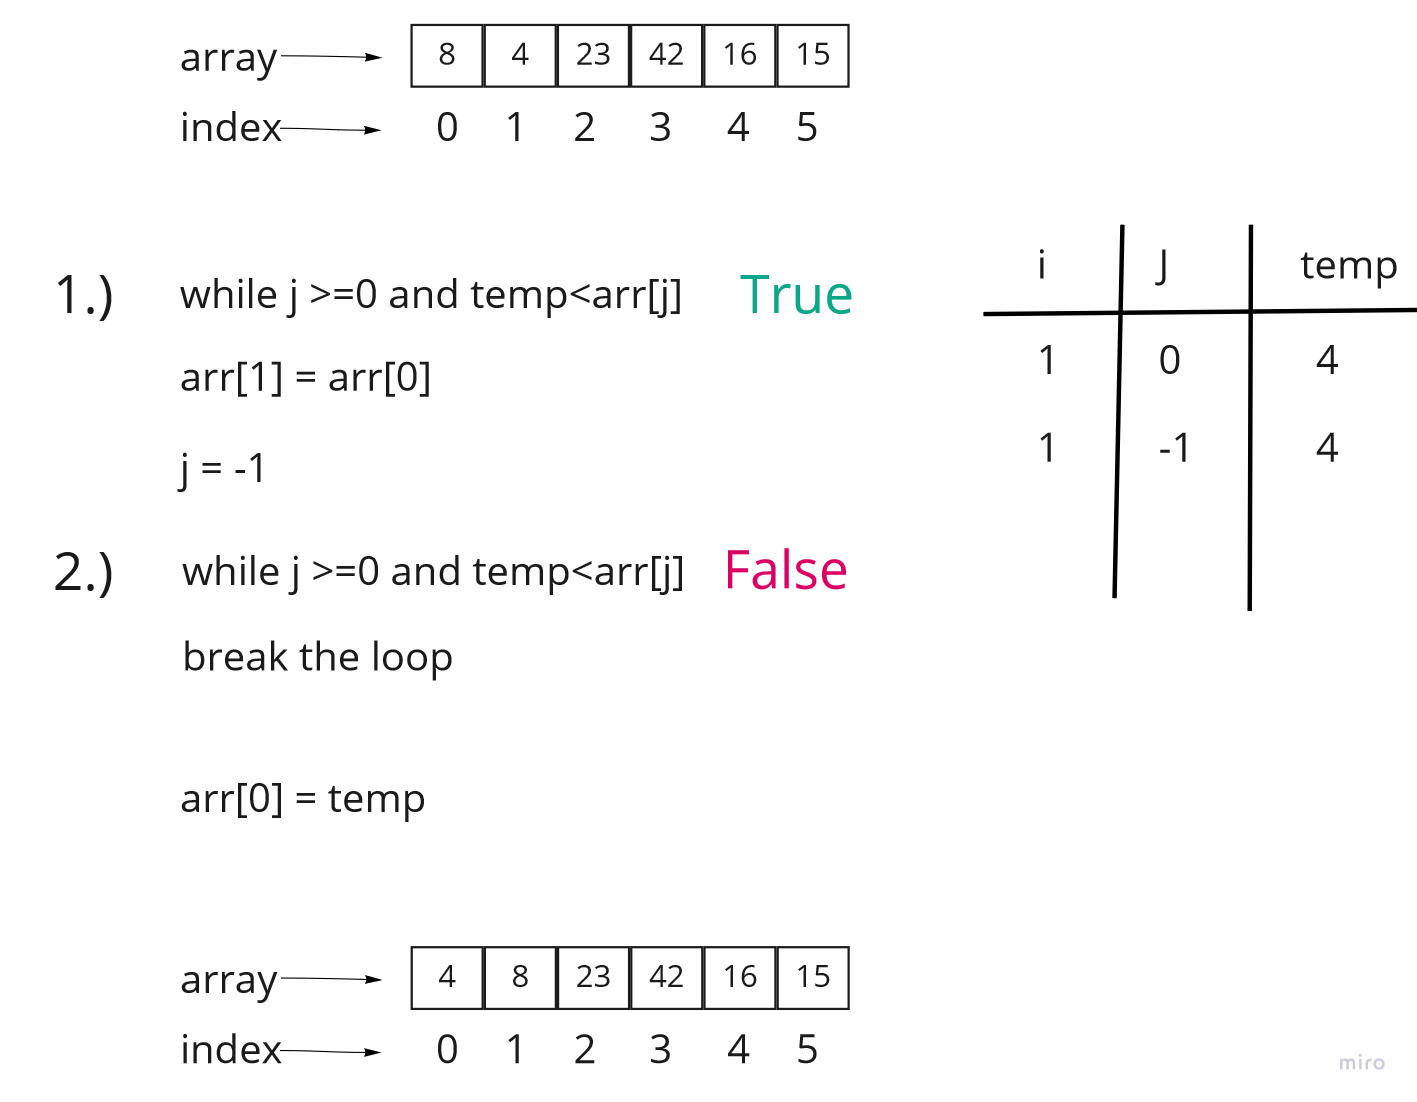 array 8 4 23 42 16 15
index 0 1 2 3 4 5
i J temp
1 0 4
1 -1 4
1.) while j >=0 and temp<arr[j] True
arr[1] = arr[0]
j = -1
2.) while j >=0 and temp<arr[j] False
break the loop
arr[0] = temp
array 4 8 23 42 16 15
index 0 1 2 3 4 5
miro